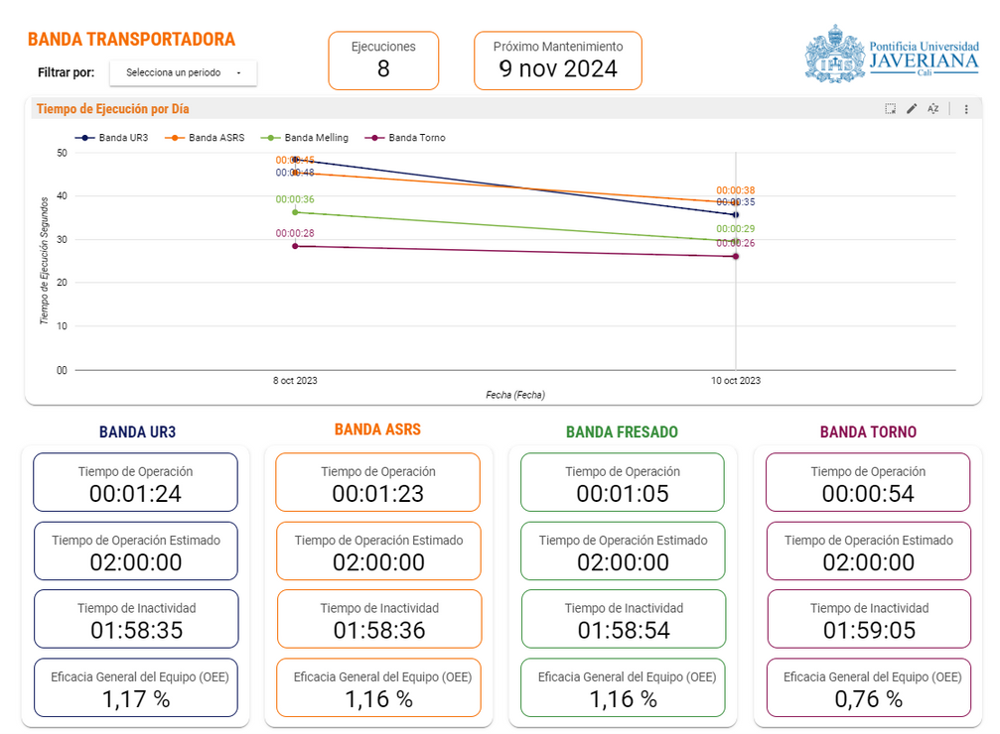 BANDA TRANSPORTADORA
Filtrar por:
Selecciona un periodo
Ejecuciones
8
Próximo Mantenimiento
9 nov 2024
Pontificia Universidad
JAVERIANA
Cali
Tiempo de Ejecución por Día
Banda UR3
Banda ASRS
Banda Melling
Banda Torno
Tiempo de Ejecución Segundos
50
40
30
20
10
00
00:00:45
00:00:48
00:00:36
00:00:28
00:00:38
00:00:35
00:00:29
00:00:26
8 oct 2023
10 oct 2023
Fecha (Fecha)
BANDA UR3
Tiempo de Operación
00:01:24
Tiempo de Operación Estimado
02:00:00
Tiempo de Inactividad
01:58:35
Eficacia General del Equipo (OEE)
1,17 %
BANDA ASRS
Tiempo de Operación
00:01:23
Tiempo de Operación Estimado
02:00:00
Tiempo de Inactividad
01:58:36
Eficacia General del Equipo (OEE)
1,16 %
BANDA FRESADO
Tiempo de Operación
00:01:05
Tiempo de Operación Estimado
02:00:00
Tiempo de Inactividad
01:58:54
Eficacia General del Equipo (OEE)
1,16 %
BANDA TORNO
Tiempo de Operación
00:00:54
Tiempo de Operación Estimado
02:00:00
Tiempo de Inactividad
01:59:05
Eficacia General del Equipo (OEE)
0,76 %